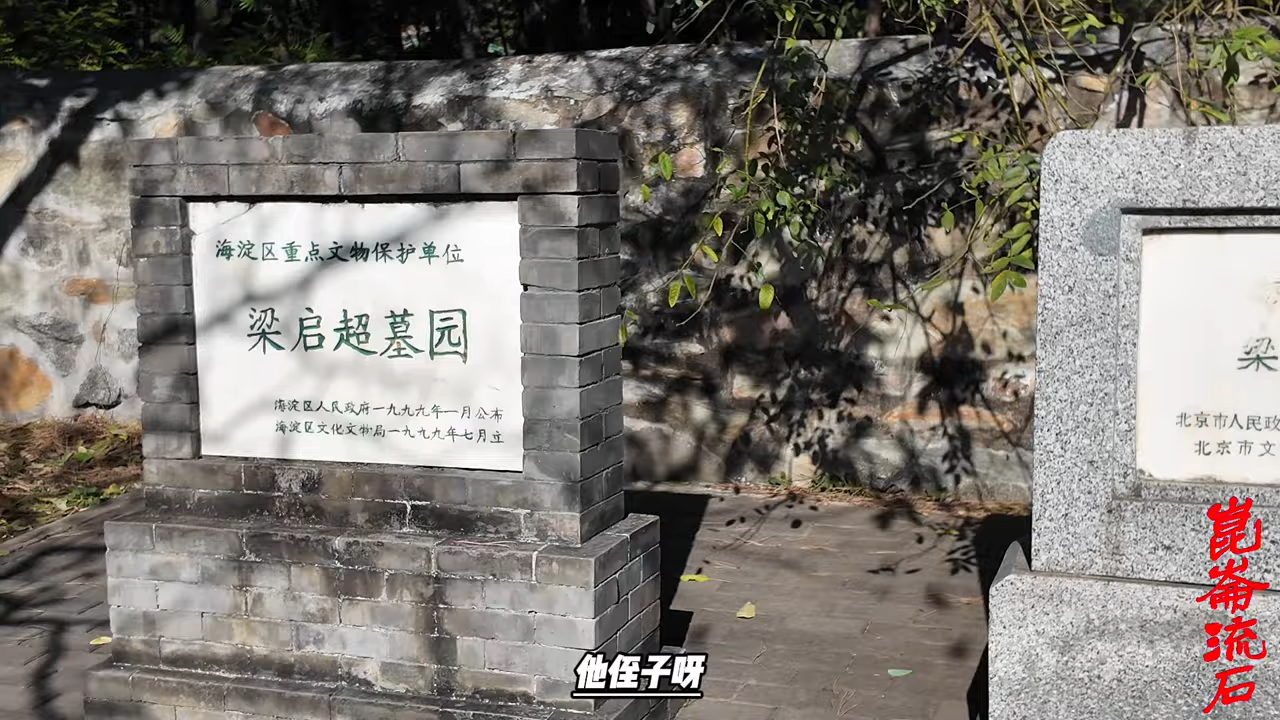 海淀区重点文物保护单位
梁启超墓园
海淀区人民政府一九九九年一月公布
海淀区文化文物局一九九九年七月立
梁
北京市人民政
北京市文
他侄子呀
崑崙流石